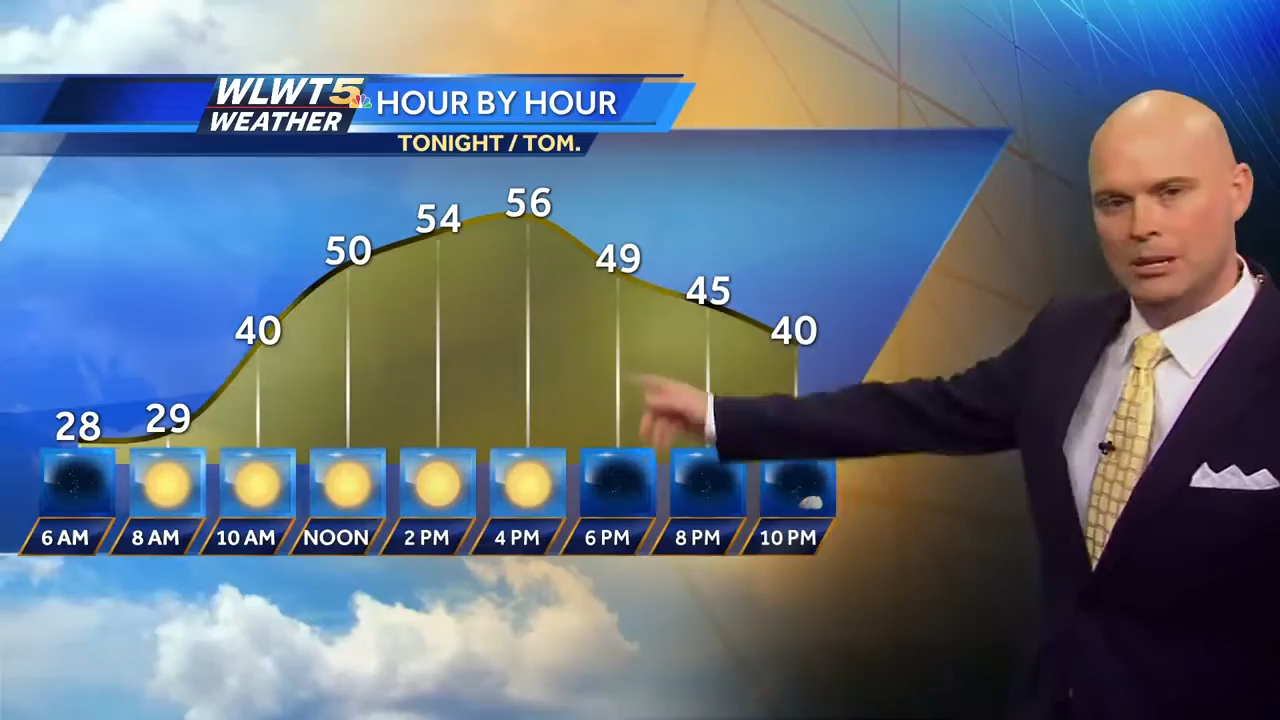 WLWT5
WEATHER
HOUR BY HOUR
TONIGHT / TOM.
28
29
40
50
54
56
49
45
40
6 AM
8 AM
10 AM
NOON
2 PM
4 PM
6 PM
8 PM
10 PM